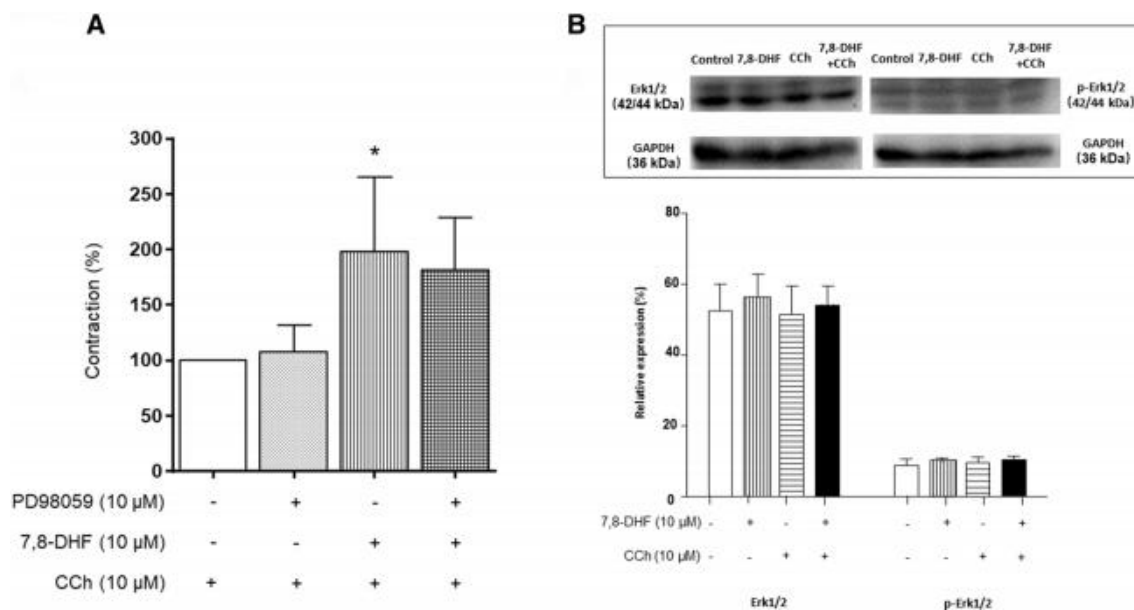 A
300
*
250
200
150
100
50
0
Contraction (%)
PD98059 (10 µM) - + - +
7,8-DHF (10 µM) - - + +
CCh (10 µM) + + + +
B
Control 7,8-DHF CCh 7,8-DHF +CCh Control 7,8-DHF CCh 7,8-DHF +CCh
Erk1/2 p-Erk1/2
(42/44 kDa) (42/44 kDa)
GAPDH GAPDH
(36 kDa) (36 kDa)
80
60
40
20
0
Relative expression (%)
7,8-DHF (10 µM) - + - + - + - +
CCh (10 µM) - - + + - - + +
Erk1/2 p-Erk1/2